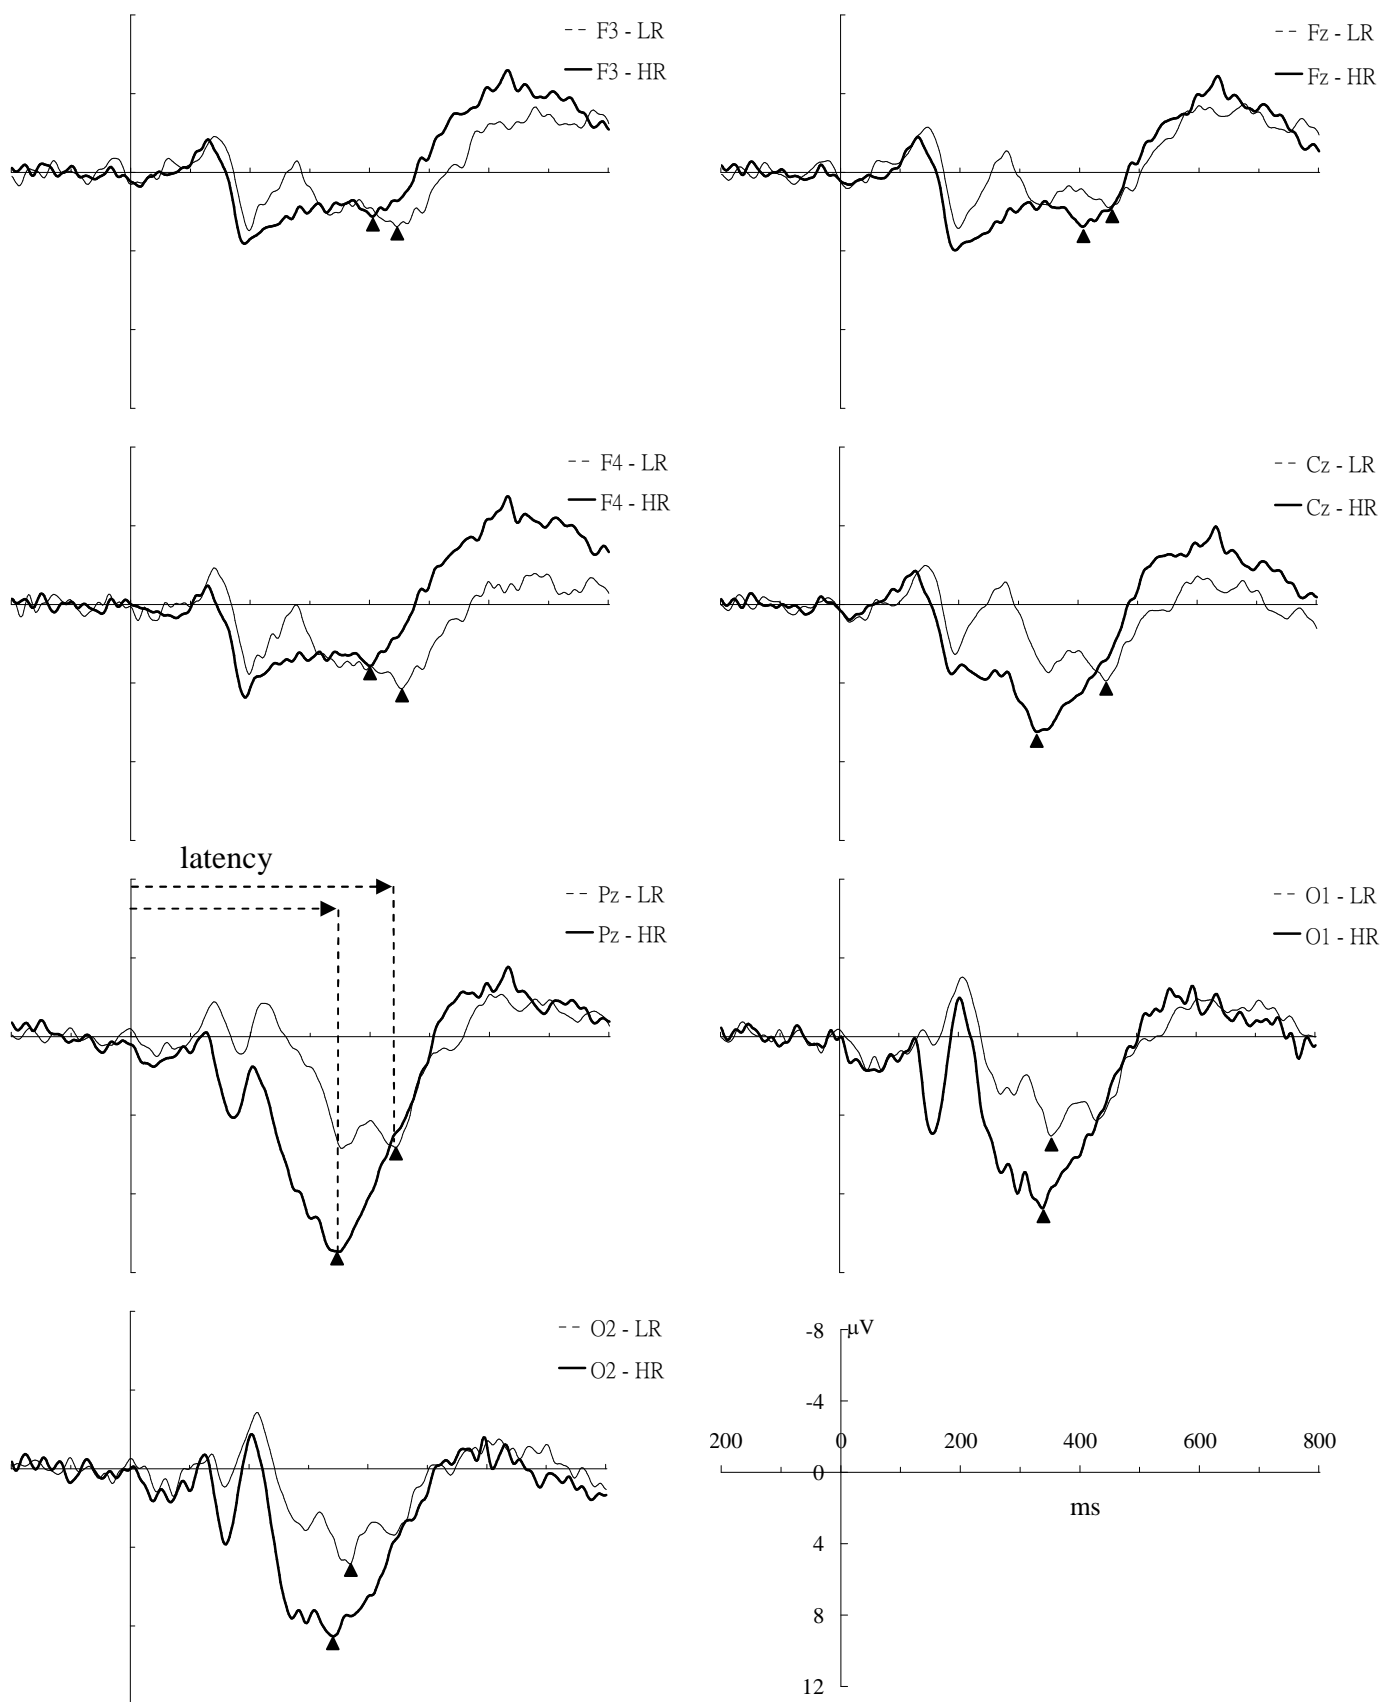 F3 - LR
F3 - HR
Fz - LR
Fz - HR
F4 - LR
F4 - HR
Cz - LR
Cz - HR
latency
Pz - LR
Pz - HR
O1 - LR
O1 - HR
O2 - LR
O2 - HR
-8 μV
-4
200 0 200 400 600 800
0
ms
4
8
12